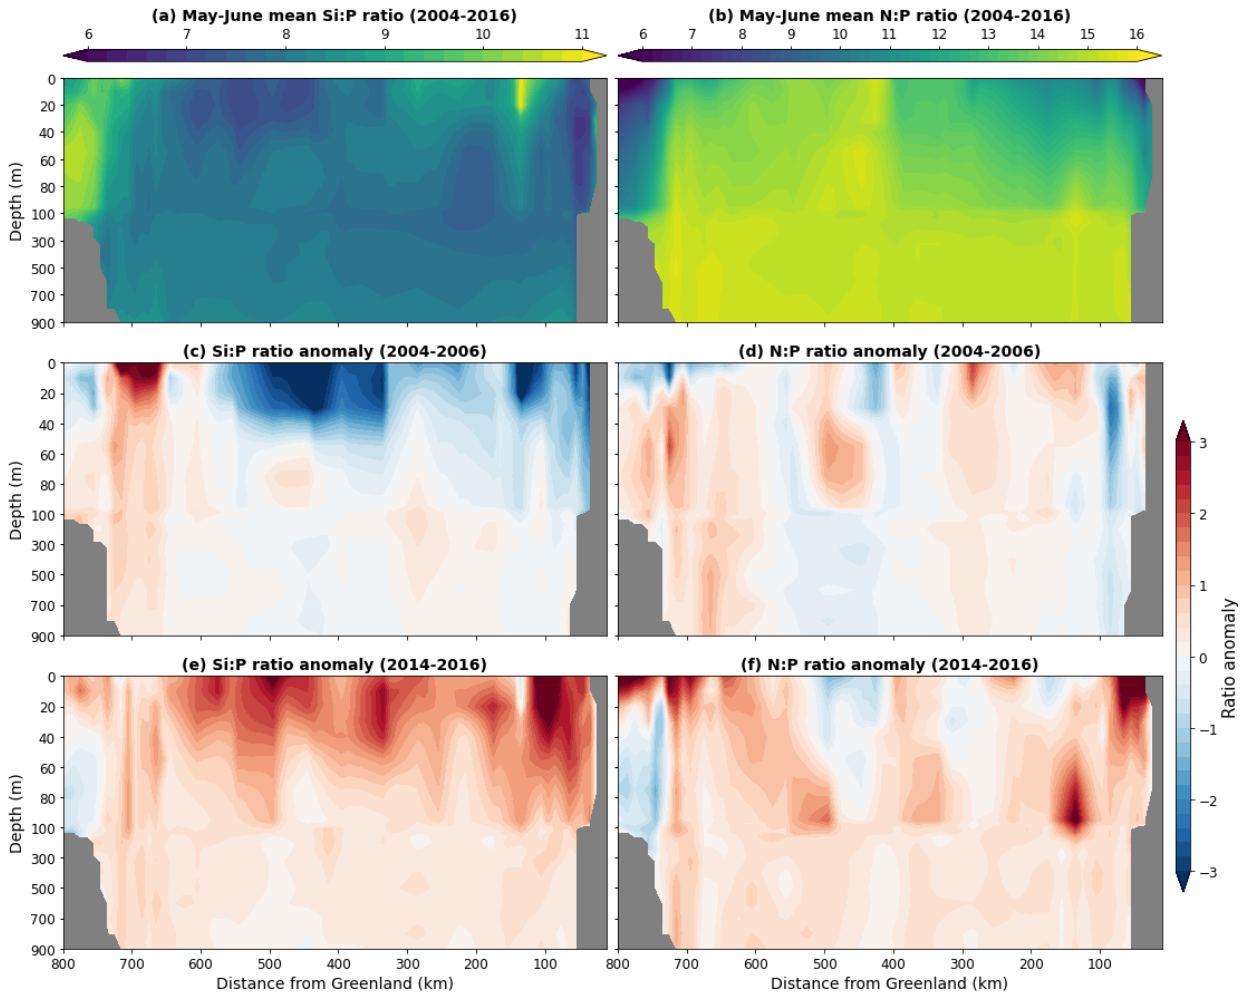 (a) May-June mean Si:P ratio (2004-2016)
(b) May-June mean N:P ratio (2004-2016)
6 7 8 9 10 11
6 7 8 9 10 11 12 13 14 15 16
0
20
40
60
80
100
300
500
700
900
Depth (m)
(c) Si:P ratio anomaly (2004-2006)
(d) N:P ratio anomaly (2004-2006)
0
20
40
60
80
100
300
500
700
900
Depth (m)
(e) Si:P ratio anomaly (2014-2016)
(f) N:P ratio anomaly (2014-2016)
0
20
40
60
80
100
300
500
700
900
Depth (m)
800 700 600 500 400 300 200 100
800 700 600 500 400 300 200 100
Distance from Greenland (km)
Distance from Greenland (km)
3
2
1
0
−1
−2
−3
Ratio anomaly